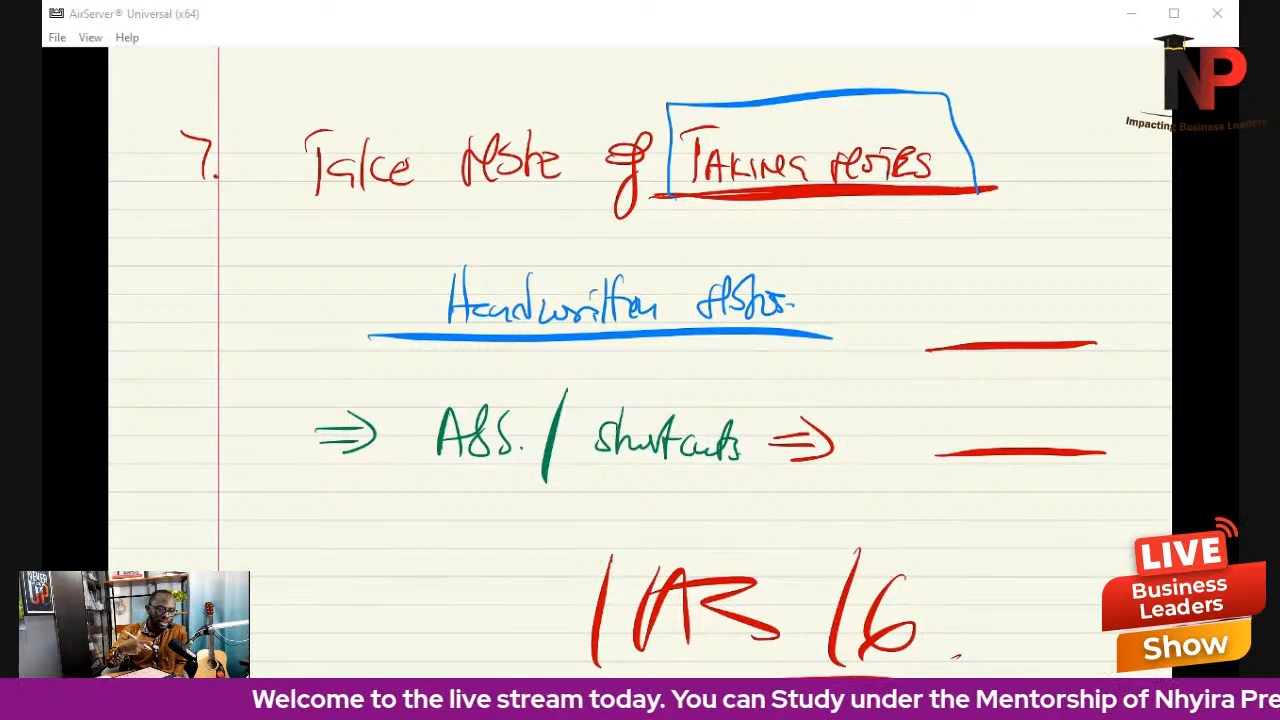 AirServer® Universal (x64)
File View Help
NP
Impacting Business Leaders
7. Take Note of TAKING NOTES
Handwritten Notes.
⇒ Abb. / Shortcuts ⇒
IAS 16
LIVE
Business
Leaders
Show
Welcome to the live stream today. You can Study under the Mentorship of Nhyira Pre